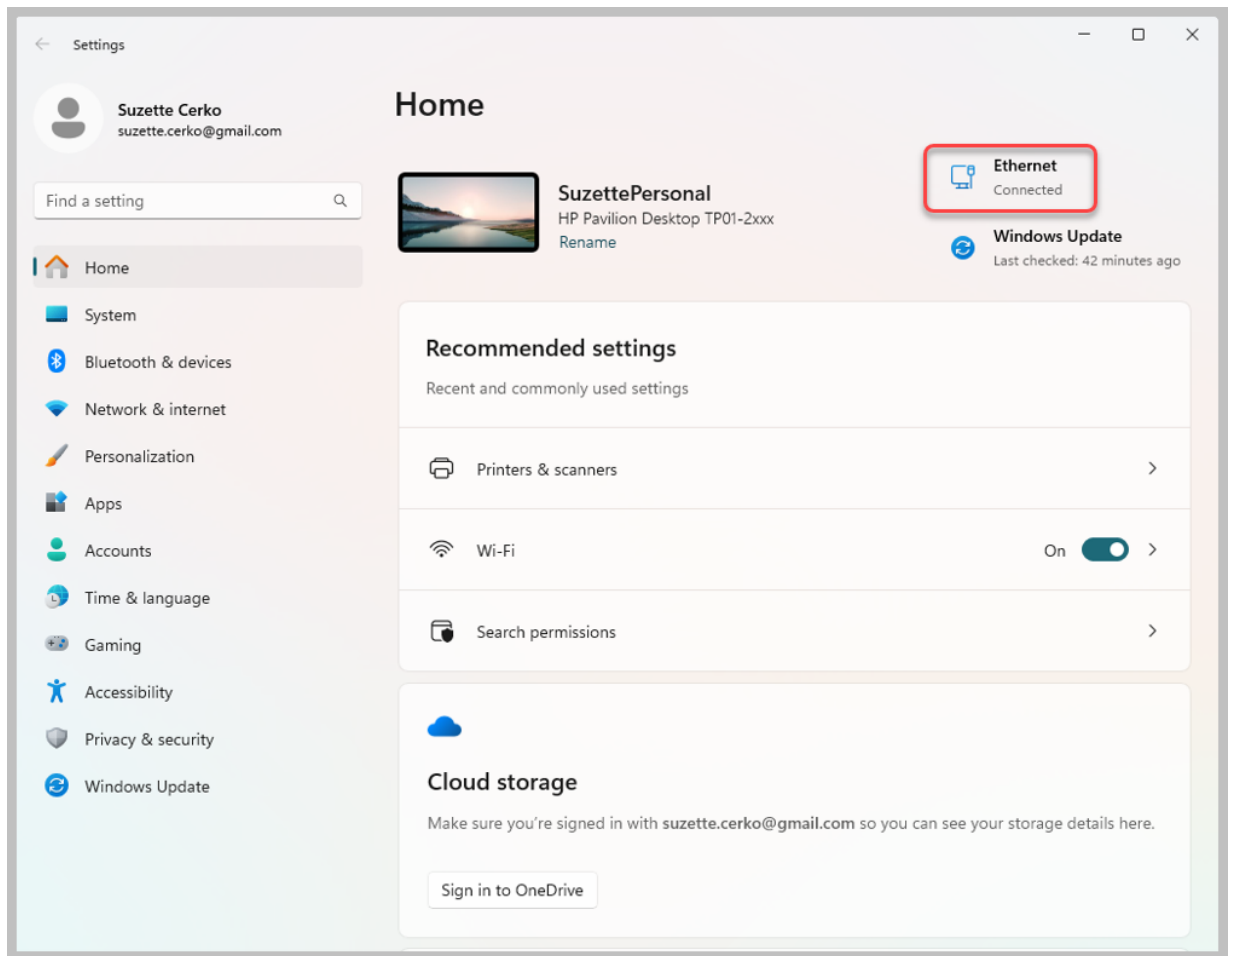 Settings
Suzette Cerko
suzette.cerko@gmail.com
Find a setting
Home
System
Bluetooth & devices
Network & internet
Personalization
Apps
Accounts
Time & language
Gaming
Accessibility
Privacy & security
Windows Update
Home
SuzettePersonal
HP Pavilion Desktop TP01-2xxx
Rename
Ethernet
Connected
Windows Update
Last checked: 42 minutes ago
Recommended settings
Recent and commonly used settings
Printers & scanners
Wi-Fi
On
Search permissions
Cloud storage
Make sure you're signed in with suzette.cerko@gmail.com so you can see your storage details here.
Sign in to OneDrive